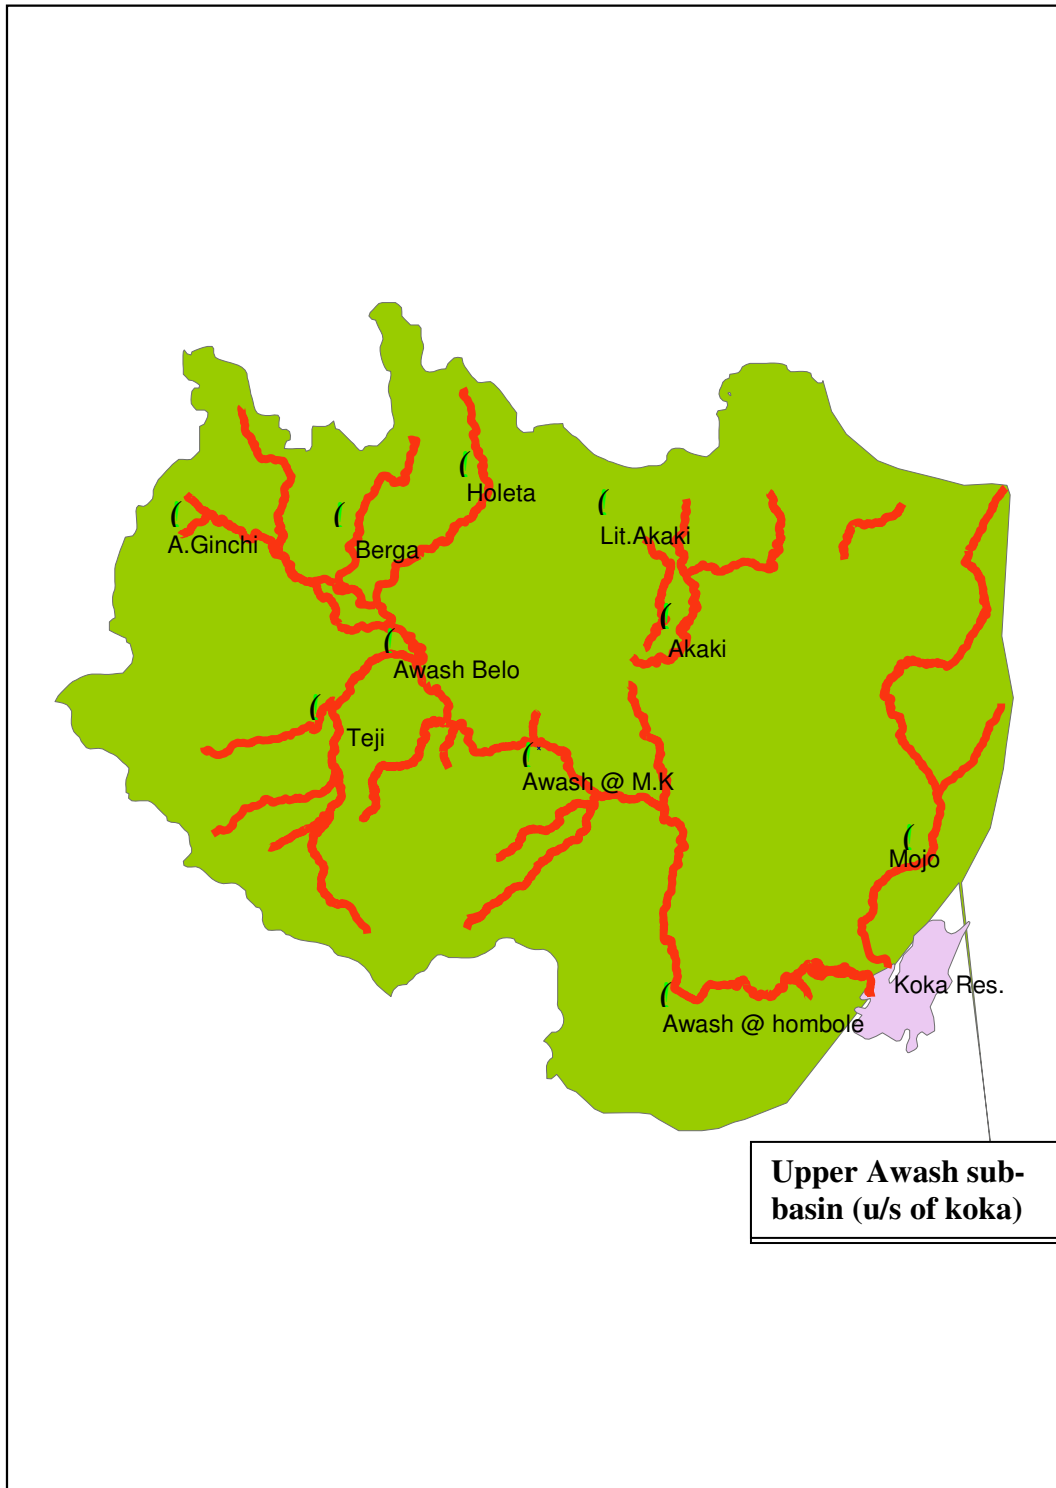 Holeta
Lit.Akaki
A.Ginchi
Berga
Akaki
Awash Belo
Teji
Awash @ M.K
Mojo
Koka Res.
Awash @ hombole
Upper Awash sub-
basin (u/s of koka)